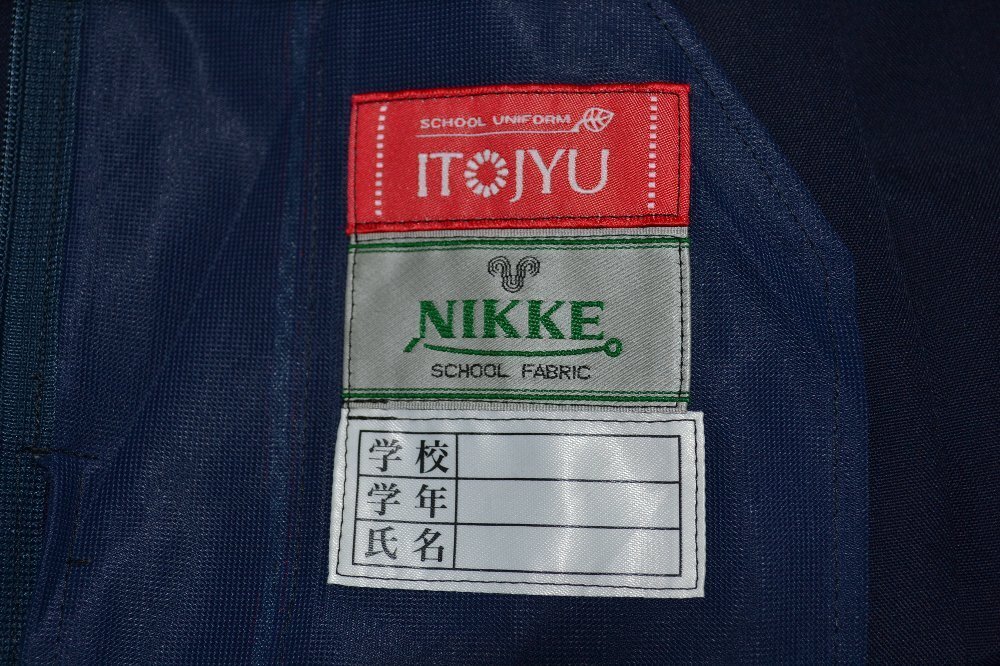 SCHOOL UNIFORM
ITOJYU
NIKKE
SCHOOL FABRIC
学校
学年
氏名